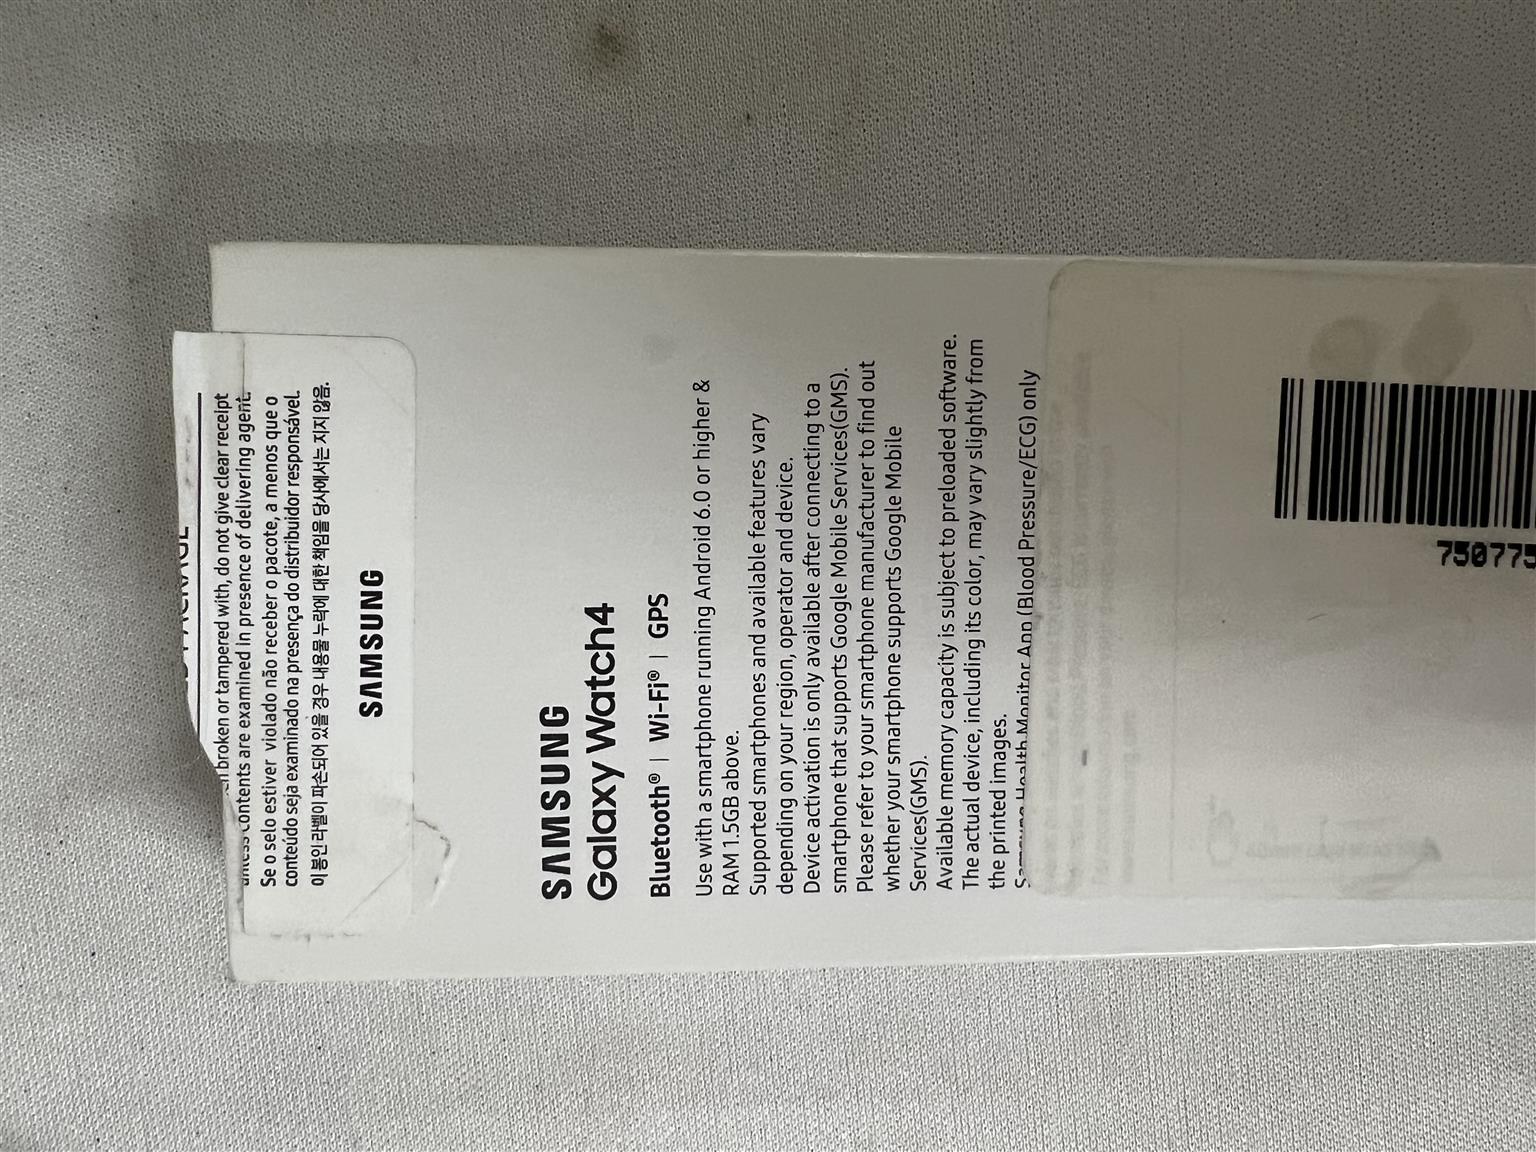 broken or tampered with, do not give clear receipt
unless contents are examined in presence of delivering agent.
Se o selo estiver violado não receber o pacote, a menos que o
conteúdo seja examinado na presença do distribuidor responsável.
이 봉인 라벨이 파손되어 있을 경우 내용물 누락에 대한 책임을 당사에서는 지지 않음.
SAMSUNG
SAMSUNG
Galaxy Watch4
Bluetooth® | Wi-Fi® | GPS
Use with a smartphone running Android 6.0 or higher &
RAM 1.5GB above.
Supported smartphones and available features vary
depending on your region, operator and device.
Device activation is only available after connecting to a
smartphone that supports Google Mobile Services(GMS).
Please refer to your smartphone manufacturer to find out
whether your smartphone supports Google Mobile
Services(GMS).
Available memory capacity is subject to preloaded software.
The actual device, including its color, may vary slightly from
the printed images.
Samsung Health Monitor App (Blood Pressure/ECG) only
750775